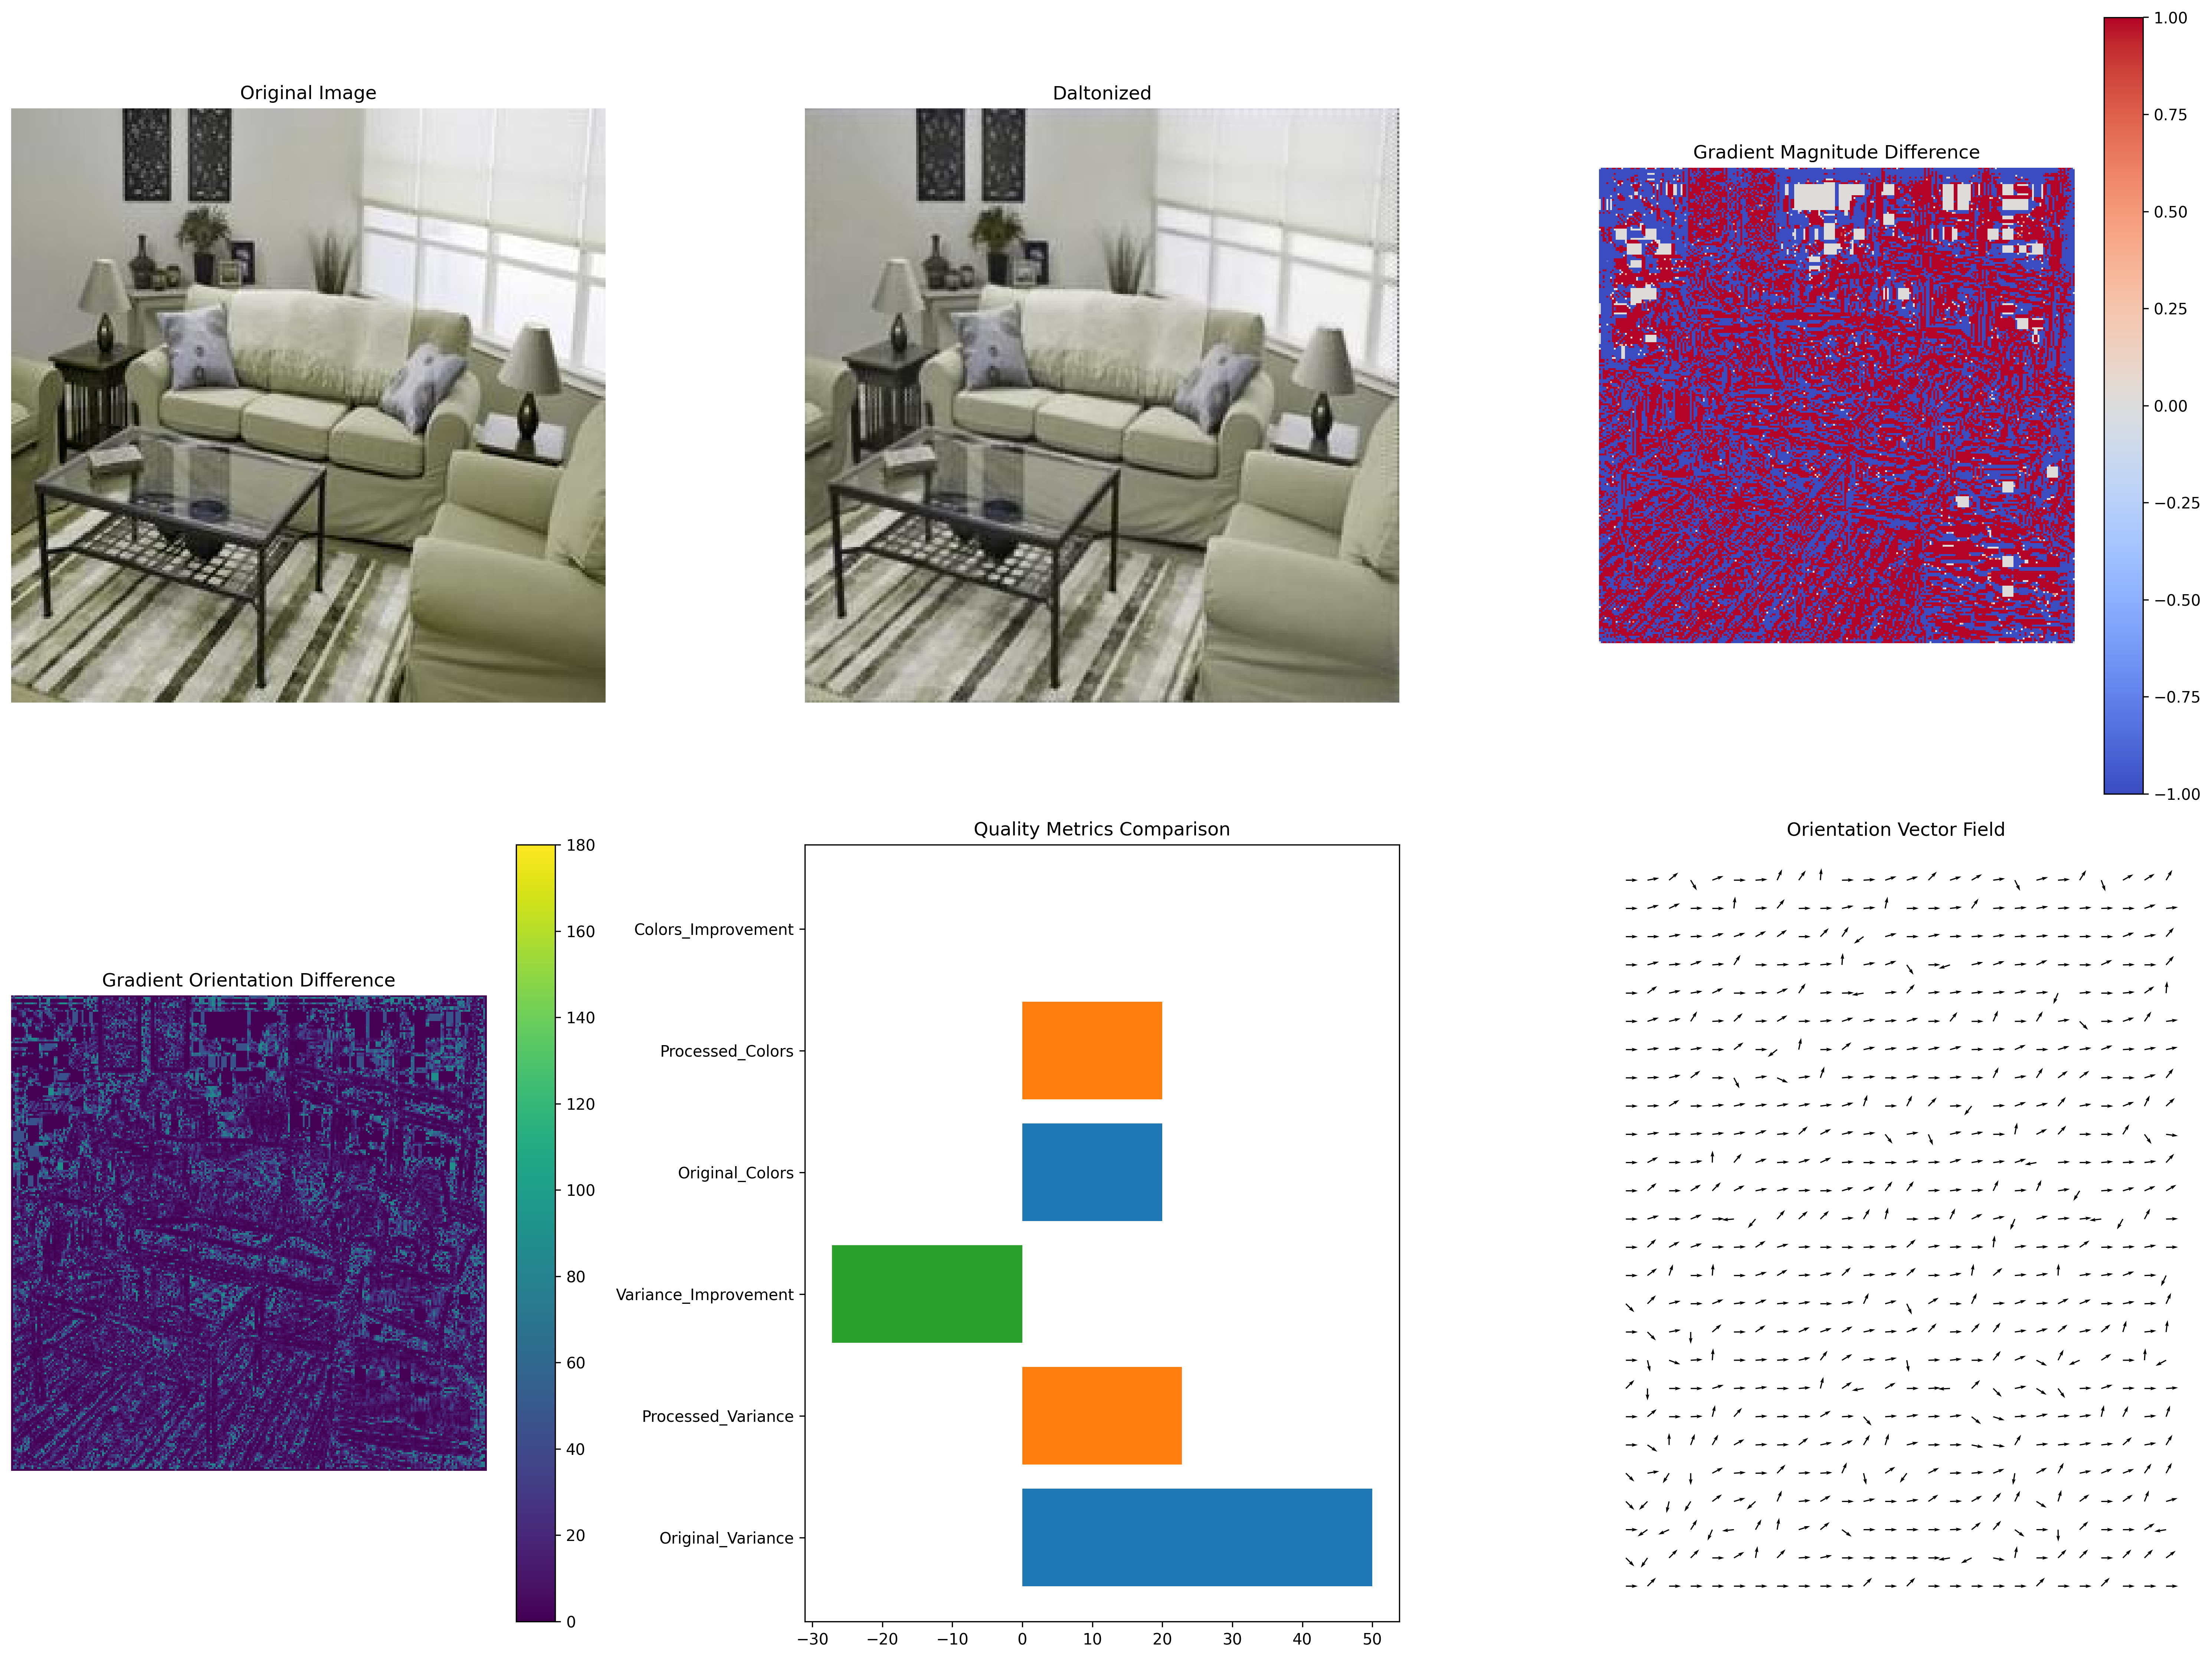 Original Image
Daltonized
Gradient Magnitude Difference
1.00
0.75
0.50
0.25
0.00
−0.25
−0.50
−0.75
−1.00
Gradient Orientation Difference
180
160
140
120
100
80
60
40
20
0
Quality Metrics Comparison
Colors_Improvement
Processed_Colors
Original_Colors
Variance_Improvement
Processed_Variance
Original_Variance
−30 −20 −10 0 10 20 30 40 50
Orientation Vector Field